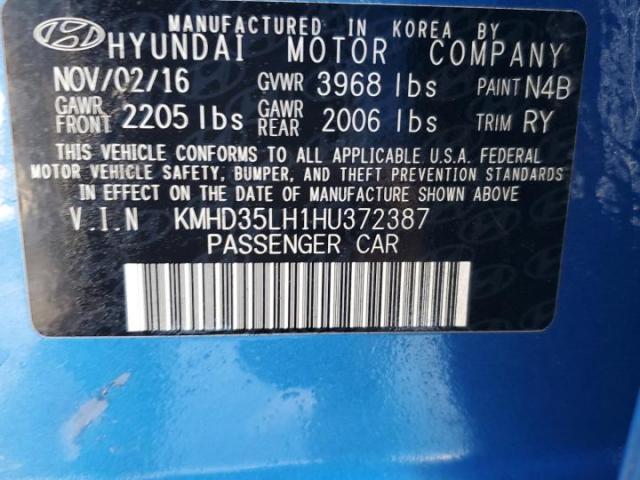 MANUFACTURED IN KOREA BY
HYUNDAI MOTOR COMPANY
NOV/02/16 GVWR 3968 lbs PAINT N4B
GAWR FRONT 2205 lbs GAWR REAR 2006 lbs TRIM RY
THIS VEHICLE CONFORMS TO ALL APPLICABLE U.S.A. FEDERAL
MOTOR VEHICLE SAFETY, BUMPER, AND THEFT PREVENTION STANDARDS
IN EFFECT ON THE DATE OF MANUFACTURE SHOWN ABOVE
V.I.N KMHD35LH1HU372387
PASSENGER CAR